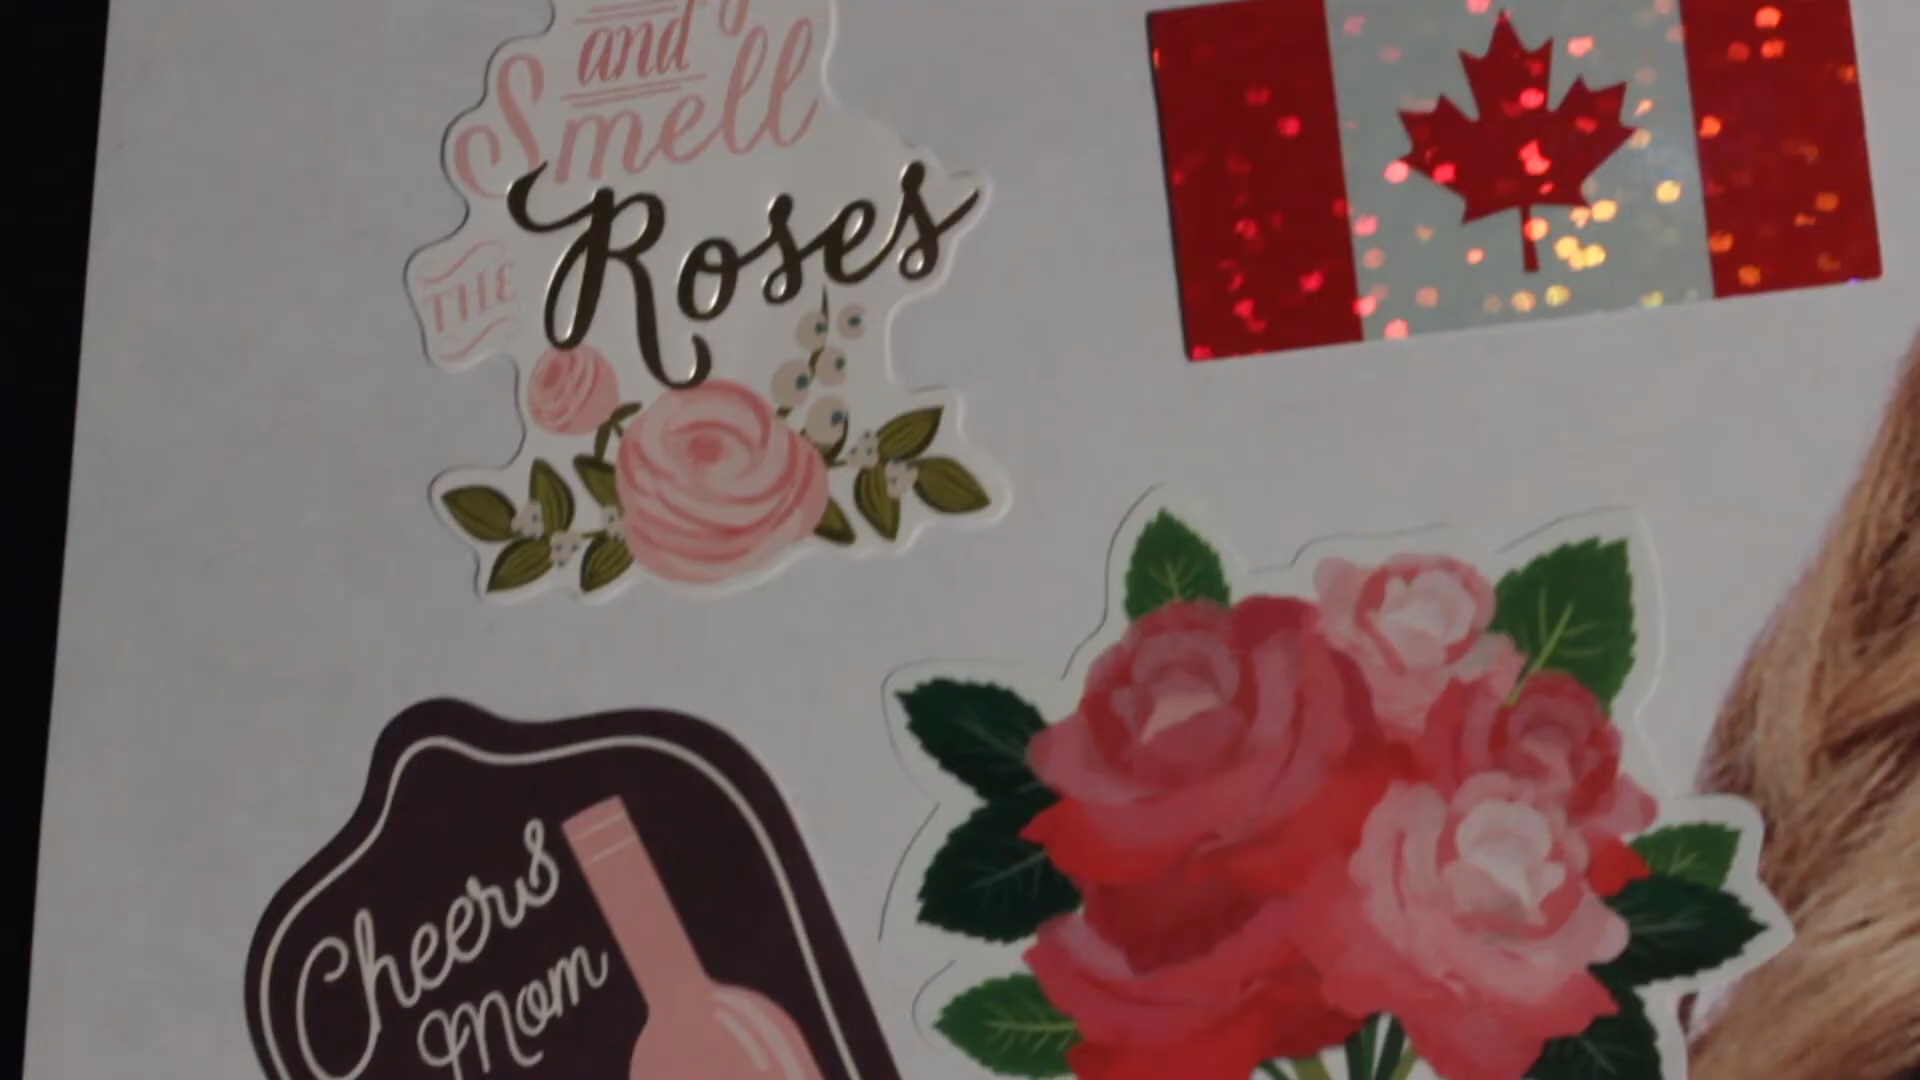 and
Smell
THE Roses
Cheers
Mom